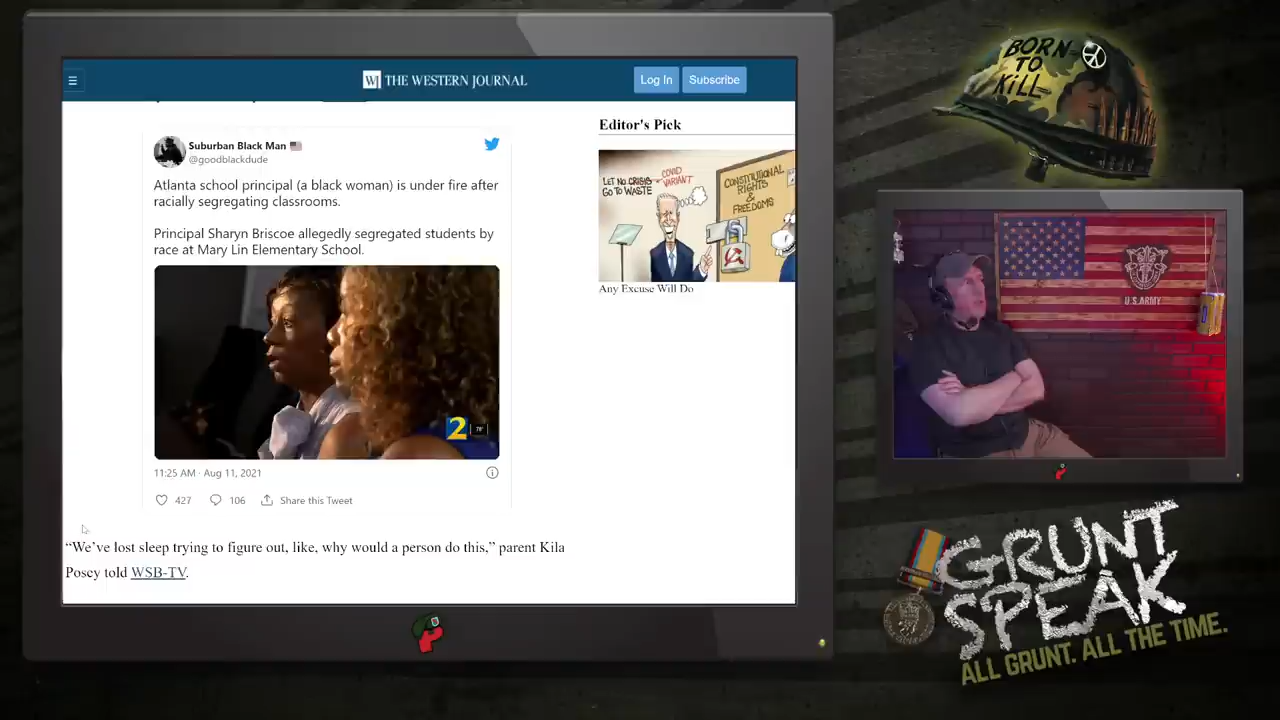 THE WESTERN JOURNAL
Log In
Subscribe
Suburban Black Man
@goodblackdude
Atlanta school principal (a black woman) is under fire after
racially segregating classrooms.
Principal Sharyn Briscoe allegedly segregated students by
race at Mary Lin Elementary School.
2
11:25 AM · Aug 11, 2021
427
106
Share this Tweet
“We’ve lost sleep trying to figure out, like, why would a person do this,” parent Kila
Posey told WSB-TV.
Editor's Pick
LET NO CRISIS
GO TO WASTE
COVID
VARIANT
CONSTITUTIONAL
RIGHTS
&
FREEDOMS
Any Excuse Will Do
BORN
TO
KILL
U.S. ARMY
GRUNT
SPEAK
ALL GRUNT. ALL THE TIME.